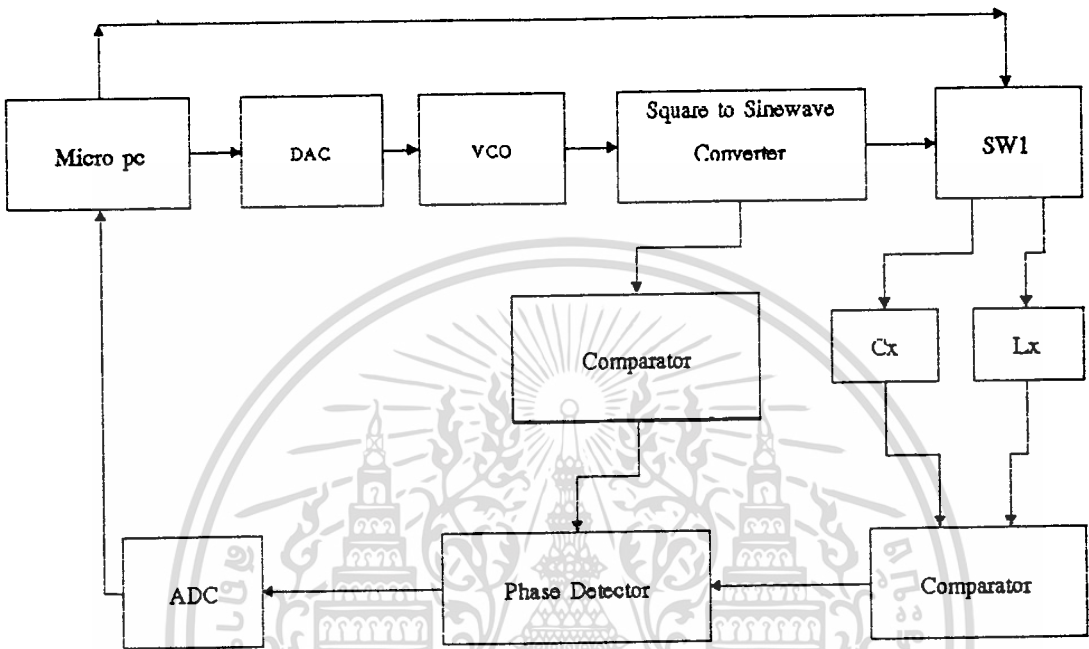 Micro pc
DAC
VCO
Square to Sinewave
Converter
SW1
Comparator
Cx
Lx
ADC
Phase Detector
Comparator